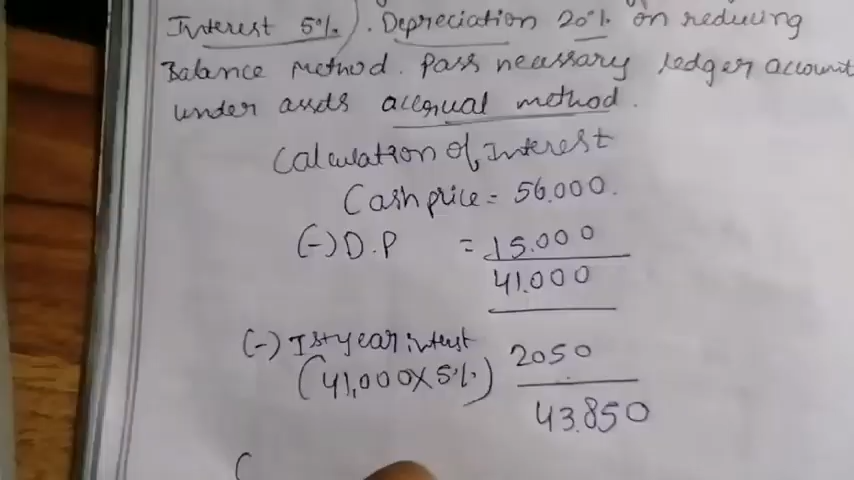 Interest 5%). Depreciation 20% on reducing
Balance Method. Pass necessary ledger account
under assets accrual method.
Calculation of Interest
Cash price = 56.000.
(-) D.P = 15.000
41.000
(-) Ist year interest 2050
(41,000 X 5%)
43.850
(